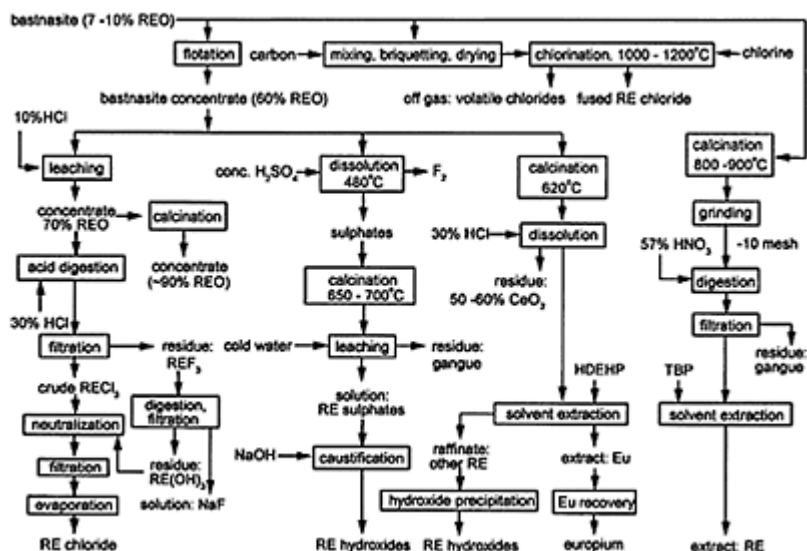 bastnasite (7 -10% REO)
flotation
carbon
mixing, briquetting, drying
chlorination, 1000 - 1200°C
chlorine
bastnasite concentrate (60% REO)
off gas: volatile chlorides
fused RE chloride
10%HCl
leaching
conc. H₂SO₄
dissolution
480°C
F₂
calcination
620°C
calcination
800 -900°C
concentrate
70% REO
calcination
sulphates
30% HCl
dissolution
grinding
57% HNO₃
-10 mesh
acid digestion
concentrate
(~90% REO)
calcination
650 - 700°C
residue:
50 -60% CeO₂
digestion
30% HCl
filtration
residue:
REF₃
cold water
leaching
residue:
gangue
filtration
residue:
gangue
crude RECl₃
digestion,
filtration
solution:
RE sulphates
HDEHP
TBP
neutralization
solvent extraction
solvent extraction
filtration
residue:
RE(OH)₃
NaOH
caustification
raffinate:
other RE
extract: Eu
evaporation
solution: NaF
hydroxide precipitation
Eu recovery
RE chloride
RE hydroxides
RE hydroxides
europium
extract: RE